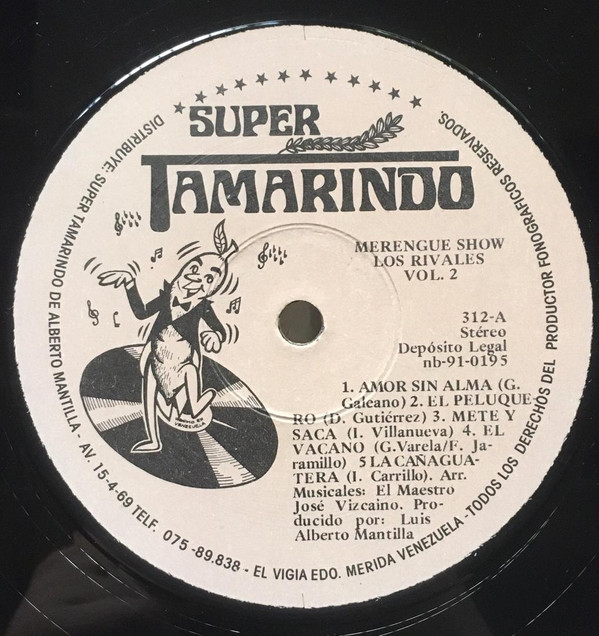 SUPER
TAMARINDO
MERENGUE SHOW
LOS RIVALES
VOL. 2
312-A
Stéreo
Depósito Legal
nb-91-0195
1. AMOR SIN ALMA (G.
Galeano) 2. EL PELUQUE-
RO (D. Gutiérrez) 3. METE Y
SACA (I. Villanueva) 4. EL
VACANO (G.Varela/F. Ja-
ramillo) 5 LA CAÑAGUA-
TERA (I. Carrillo). Arr.
Musicales: El Maestro
José Vizcaino. Pro-
ducido por: Luis
Alberto Mantilla
HECHO EN
VENEZUELA
DISTRIBUYE: SUPER TAMARINDO DE ALBERTO MANTILLA - AV. 15-4-69 TELF. 075-89.838 - EL VIGIA EDO. MERIDA VENEZUELA - TODOS LOS DERECHOS DEL PRODUCTOR FONOGRAFICOS RESERVADOS.